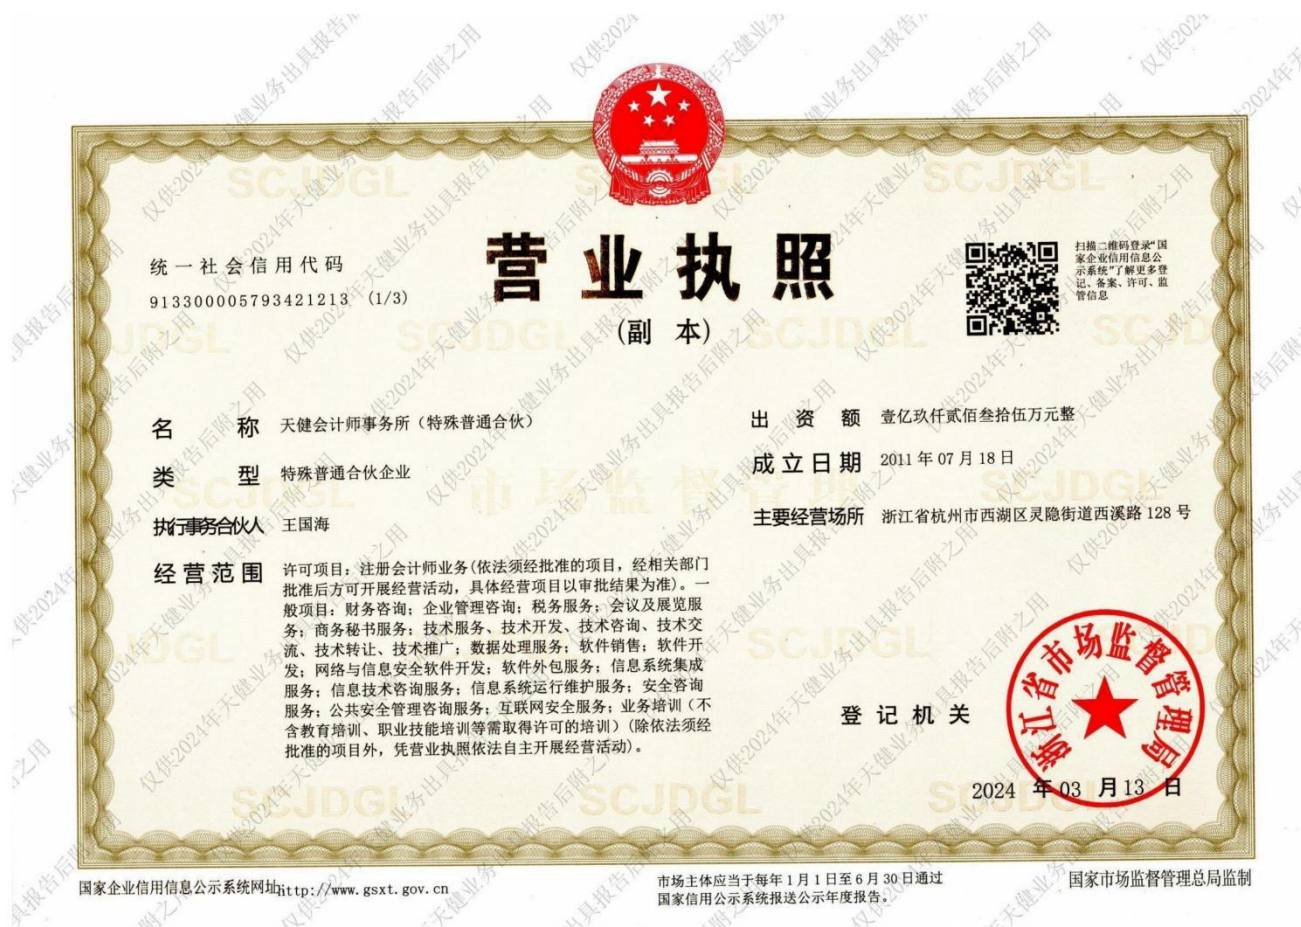 营业执照
(副 本)
统一社会信用代码
913300005793421213 (1/3)
扫描二维码登录“国
家企业信用信息公
示系统”了解更多登
记、备案、许可、监
管信息
名 称 天健会计师事务所（特殊普通合伙）
类 型 特殊普通合伙企业
执行事务合伙人 王国海
经营范围 许可项目：注册会计师业务(依法须经批准的项目，经相关部门
批准后方可开展经营活动，具体经营项目以审批结果为准)。一
般项目：财务咨询；企业管理咨询；税务服务；会议及展览服
务；商务秘书服务；技术服务、技术开发、技术咨询、技术交
流、技术转让、技术推广；数据处理服务；软件销售；软件开
发；网络与信息安全软件开发；软件外包服务；信息系统集成
服务；信息技术咨询服务；信息系统运行维护服务；安全咨询
服务；公共安全管理咨询服务；互联网安全服务；业务培训（不
含教育培训、职业技能培训等需取得许可的培训）(除依法须经
批准的项目外，凭营业执照依法自主开展经营活动)。
出 资 额 壹亿玖仟贰佰叁拾伍万元整
成立日期 2011年07月18日
主要经营场所 浙江省杭州市西湖区灵隐街道西溪路128号
登记机关
浙江省市场监督管理局
2024 年03 月13 日
国家企业信用信息公示系统网址http://www.gsxt.gov.cn
市场主体应当于每年1月1日至6月30日通过
国家信用公示系统报送公示年度报告。
国家市场监督管理总局监制
SCJDGL
市场监督管理
仅供2024年天健业务出具报告后附之用